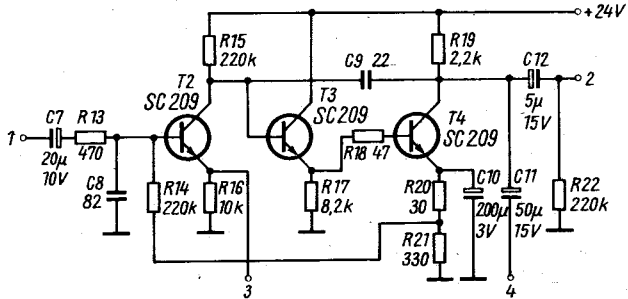 +24V
R15
220k
R19
2,2k
C9 22
C12
2
5µ
15V
T2
SC209
T3
SC209
T4
SC209
1
C7
20µ
10V
R13
470
C8
82
R14
220k
R16
10k
R17
8,2k
R18 47
R20
30
R21
330
C10
200µ
3V
C11
50µ
15V
R22
220k
3
4